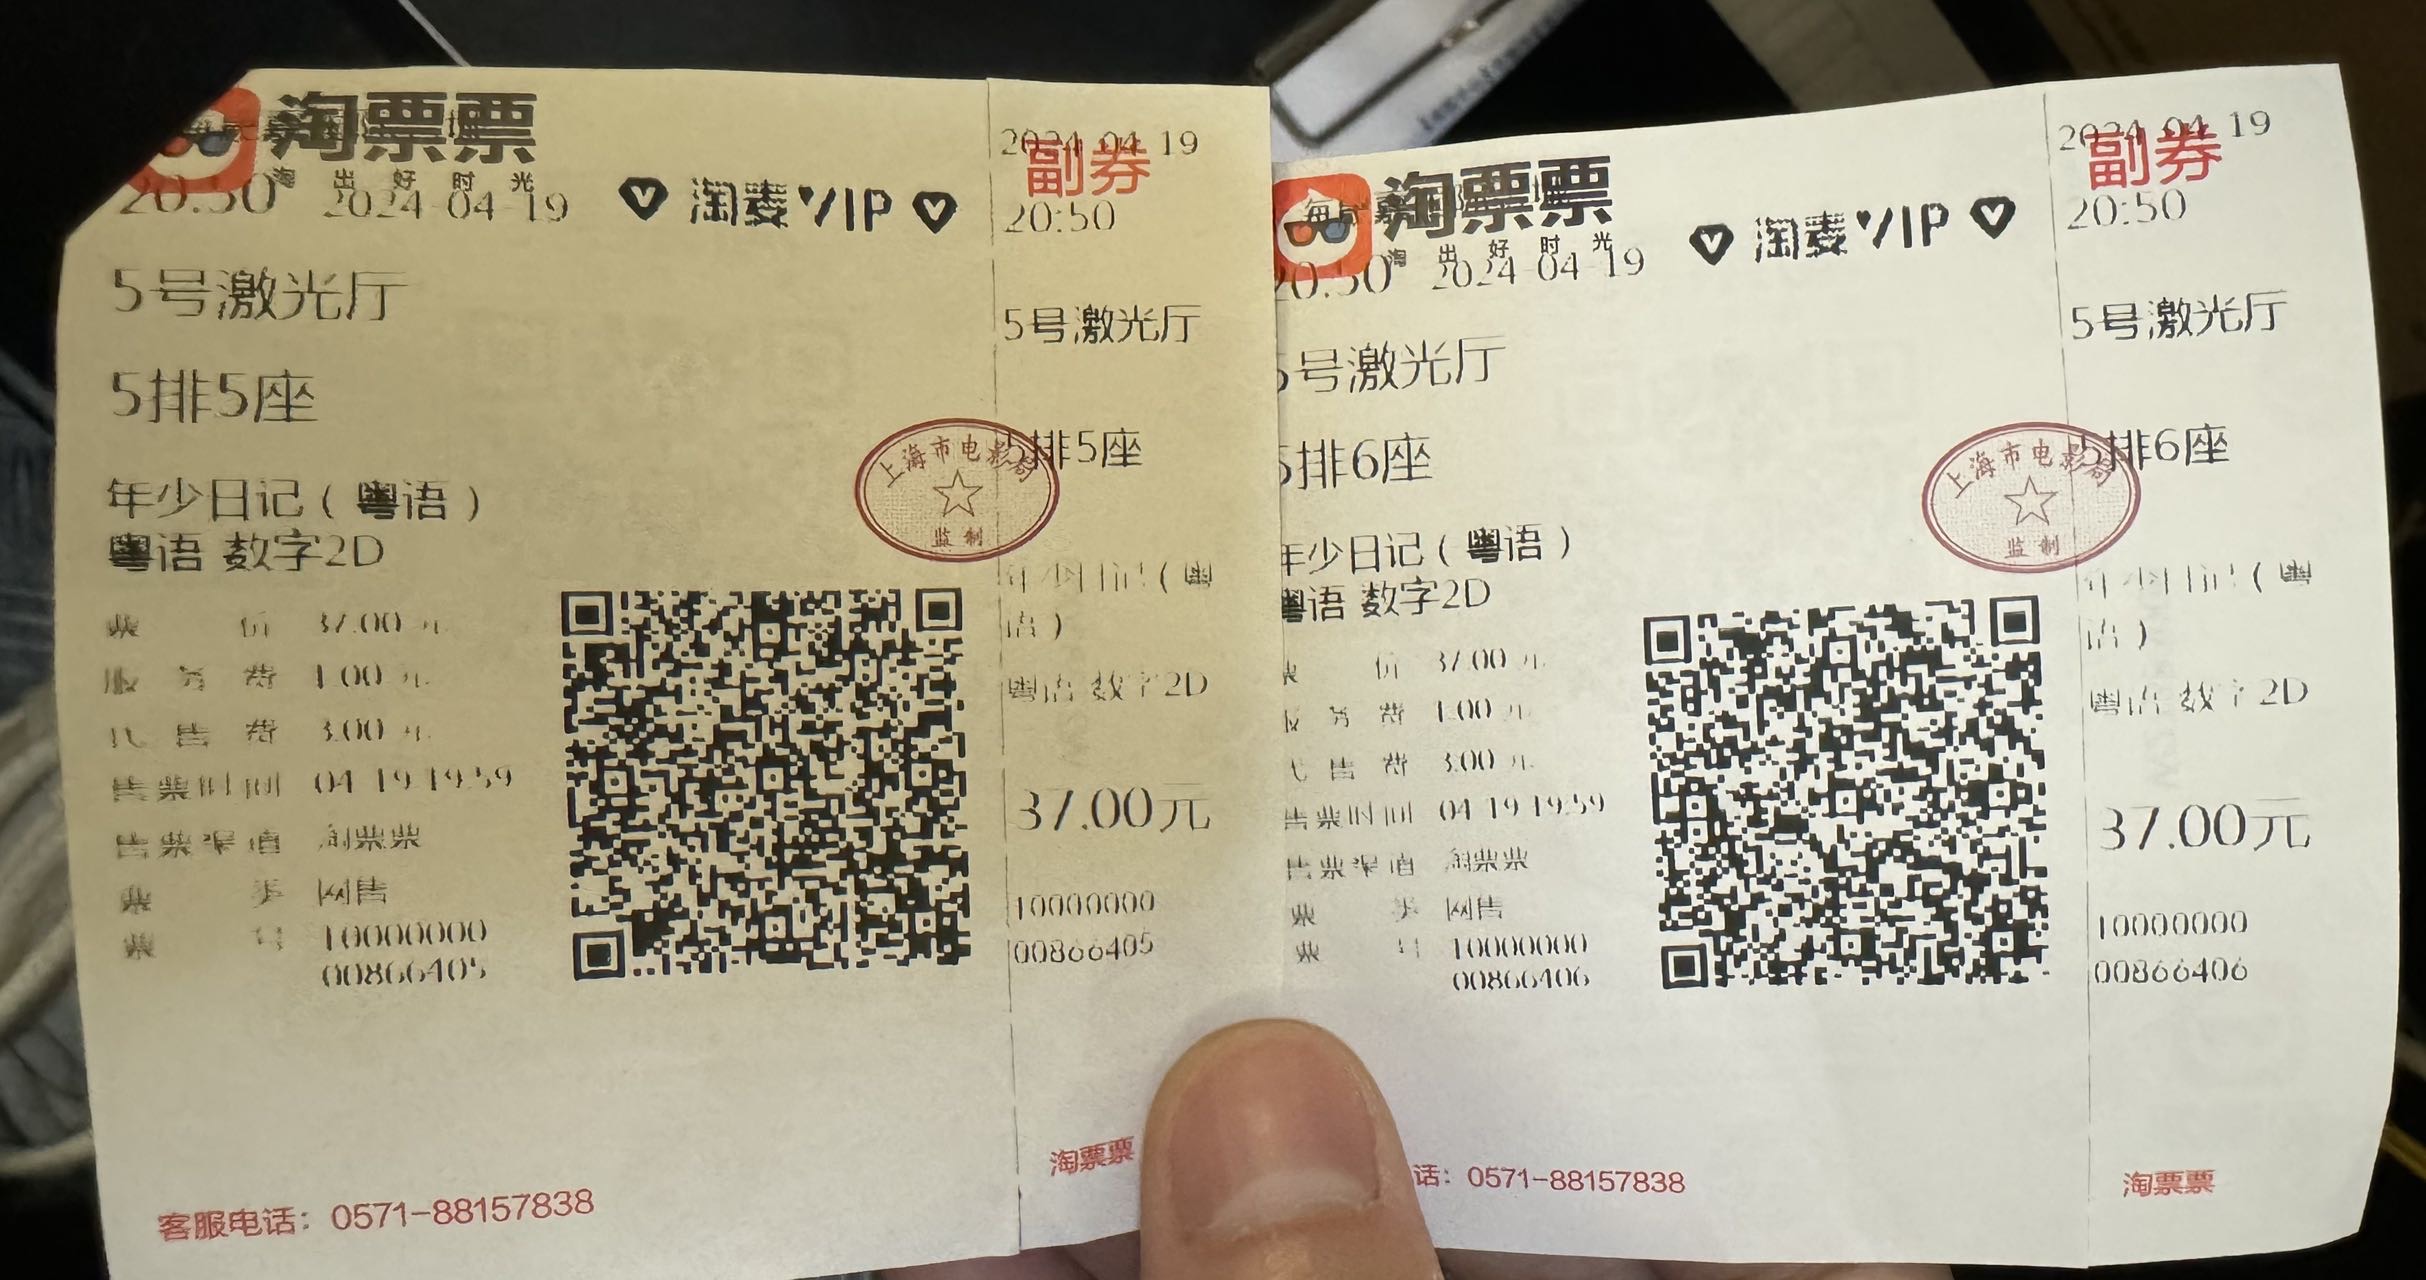 淘票票
淘出好时光
20:50 2024-04-19 淘麦VIP
5号激光厅
5排5座
年少日记(粤语)
粤语 数字2D
票价 37.00元
服务费 1.00元
代售费 3.00元
售票时间 04-19 19:59
售票渠道 淘票票
票类 网售
票号 10000000
00866405
客服电话：0571-88157838
上海市电影局
监制
2024-04-19
副券
20:50
5号激光厅
5排5座
年少日记(粤
语)
粤语 数字2D
37.00元
10000000
00866405
淘票票
淘票票
淘出好时光
20:50 2024-04-19 淘麦VIP
5号激光厅
5排6座
年少日记(粤语)
粤语 数字2D
票价 37.00元
服务费 1.00元
代售费 3.00元
售票时间 04-19 19:59
售票渠道 淘票票
票类 网售
票号 10000000
00866406
话：0571-88157838
上海市电影局
监制
2024-04-19
副券
20:50
5号激光厅
5排6座
年少日记(粤
语)
粤语 数字2D
37.00元
10000000
00866406
淘票票